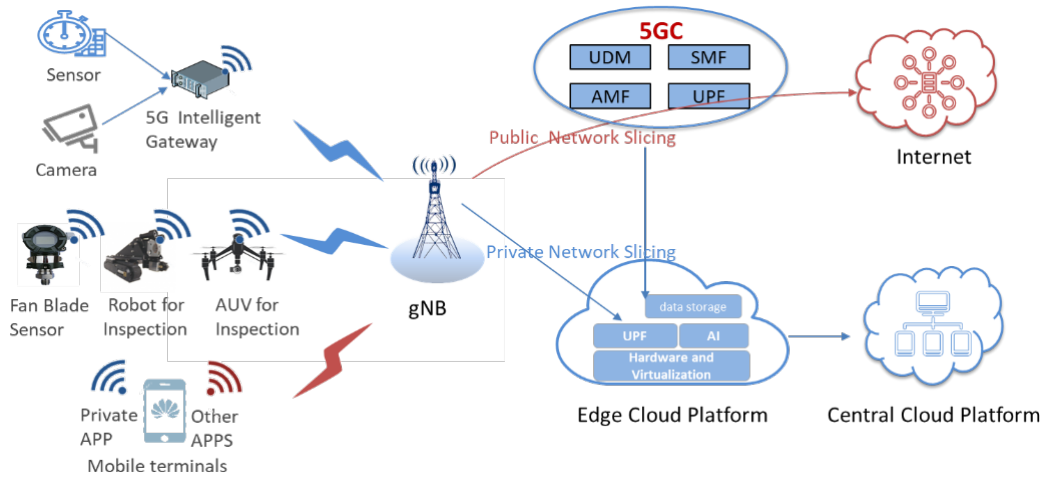 Sensor
5G Intelligent
Gateway
Camera
Fan Blade
Sensor
Robot for
Inspection
AUV for
Inspection
Private
APP
Other
APPS
Mobile terminals
gNB
5GC
UDM
SMF
AMF
UPF
Public Network Slicing
Internet
Private Network Slicing
data storage
UPF
AI
Hardware and
Virtualization
Edge Cloud Platform
Central Cloud Platform